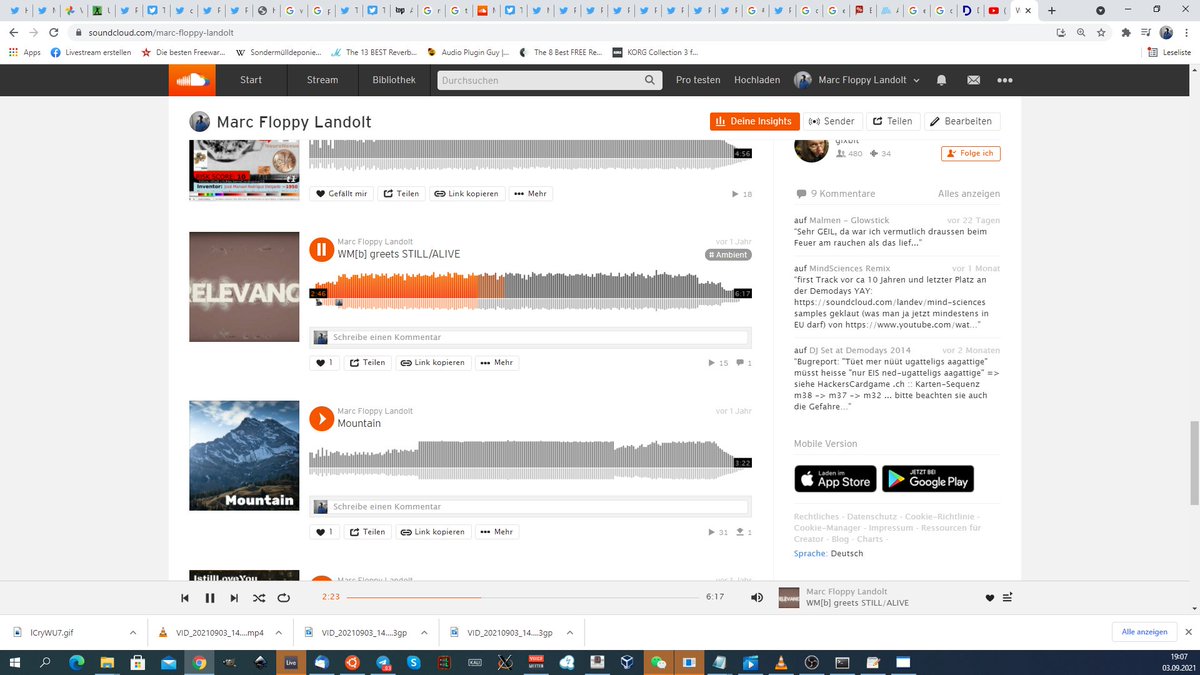 soundcloud.com/marc-floppy-landolt
Apps
Livestream erstellen
Die besten Freewar...
Sondermülldeponie...
The 13 BEST Reverb...
Audio Plugin Guy |...
The 8 Best FREE Re...
KORG Collection 3 f...
Leseliste
Start
Stream
Bibliothek
Durchsuchen
Pro testen
Hochladen
Marc Floppy Landolt
Marc Floppy Landolt
Deine Insights
Sender
Teilen
Bearbeiten
Inventor:
4:56
Gefällt mir
Teilen
Link kopieren
Mehr
18
RELEVANC
Marc Floppy Landolt
vor 1 Jahr
WM[b] greets STILL/ALIVE
# Ambient
2:46
6:17
Schreibe einen Kommentar
1
Teilen
Link kopieren
Mehr
15
1
Mountain
Marc Floppy Landolt
vor 1 Jahr
Mountain
3:22
Schreibe einen Kommentar
1
Teilen
Link kopieren
Mehr
31
1
IstillLoveYou
Marc Floppy Landolt
vor 1 Jahr
gixbit
480
34
Folge ich
9 Kommentare
Alles anzeigen
auf Malmen – Glowstick
vor 22 Tagen
"Sehr GEIL, da war ich vermutlich draussen beim
Feuer am rauchen als das lief..."
auf MindSciences Remix
vor 1 Monat
"first Track vor ca 10 Jahren und letzter Platz an
der Demodays YAY:
https://soundcloud.com/landev/mind-sciences
samples geklaut (was man ja jetzt mindestens in
EU darf) von https://www.youtube.com/wat..."
auf DJ Set at Demodays 2014
vor 2 Monaten
"Bugreport: "Tüet mer nüüt ugatteligs aagattige"
müsst heisse "nur EIS ned-ugatteligs aagattige" =>
siehe HackersCardgame .ch :: Karten-Sequenz
m38 -> m37 -> m32 ... bitte beachten sie auch
die Gefahre..."
Mobile Version
Laden im
App Store
JETZT BEI
Google Play
Rechtliches - Datenschutz - Cookie-Richtlinie -
Cookie-Manager - Impressum - Ressourcen für
Creator - Blog - Charts -
Sprache: Deutsch
2:23
6:17
Marc Floppy Landolt
WM[b] greets STILL/ALIVE
ICryWU7.gif
VID_20210903_14....mp4
VID_20210903_14....3gp
VID_20210903_14....3gp
Alle anzeigen
19:07
03.09.2021